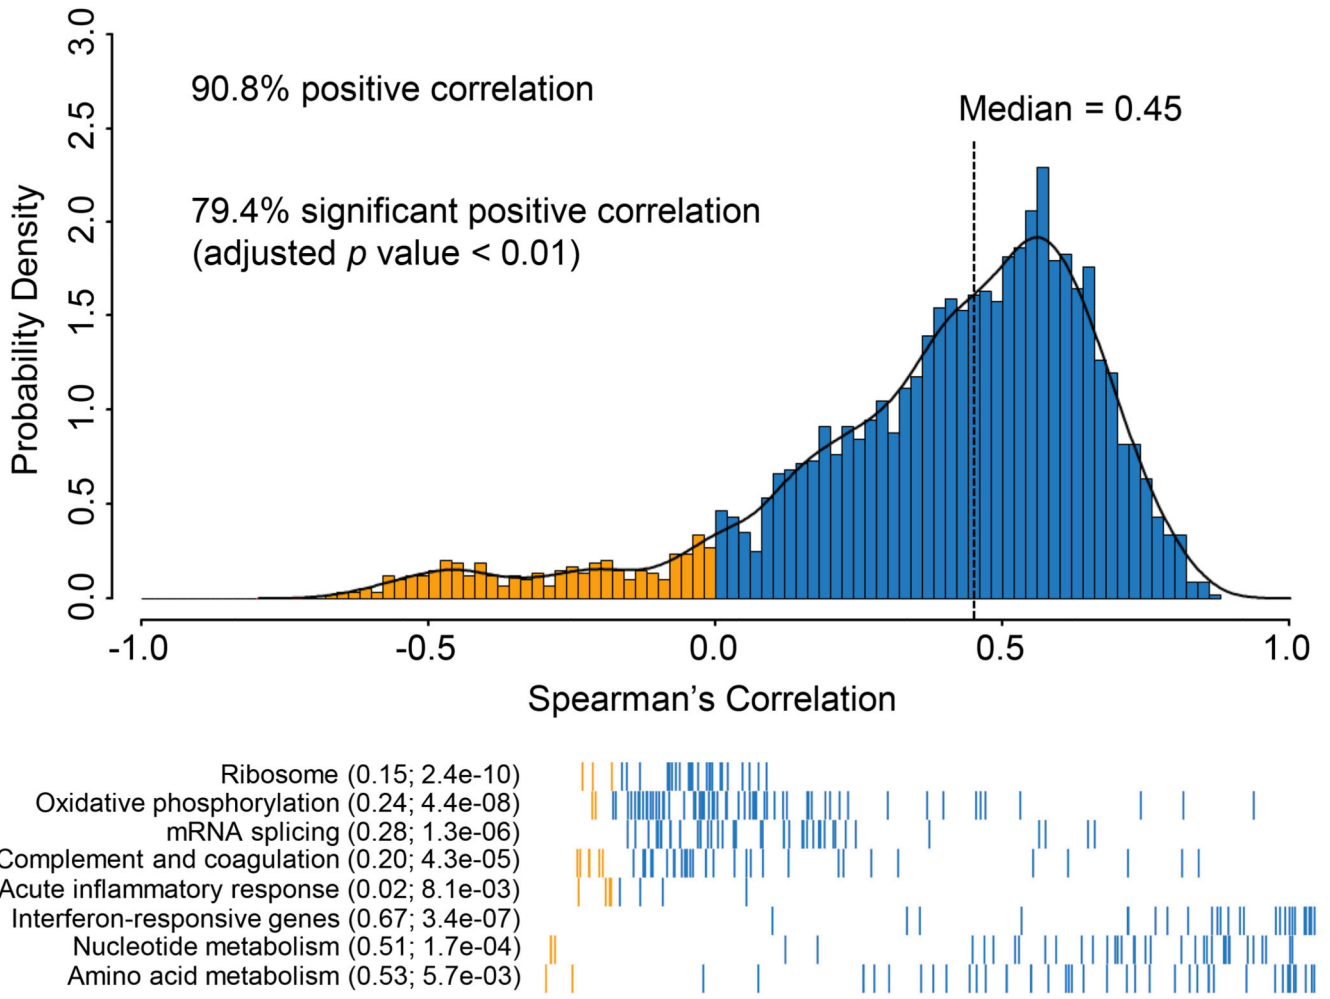 3.0
2.5
2.0
1.5
1.0
0.5
0.0
Probability Density
90.8% positive correlation
Median = 0.45
79.4% significant positive correlation
(adjusted p value < 0.01)
-1.0 -0.5 0.0 0.5 1.0
Spearman’s Correlation
Ribosome (0.15; 2.4e-10)
Oxidative phosphorylation (0.24; 4.4e-08)
mRNA splicing (0.28; 1.3e-06)
Complement and coagulation (0.20; 4.3e-05)
Acute inflammatory response (0.02; 8.1e-03)
Interferon-responsive genes (0.67; 3.4e-07)
Nucleotide metabolism (0.51; 1.7e-04)
Amino acid metabolism (0.53; 5.7e-03)